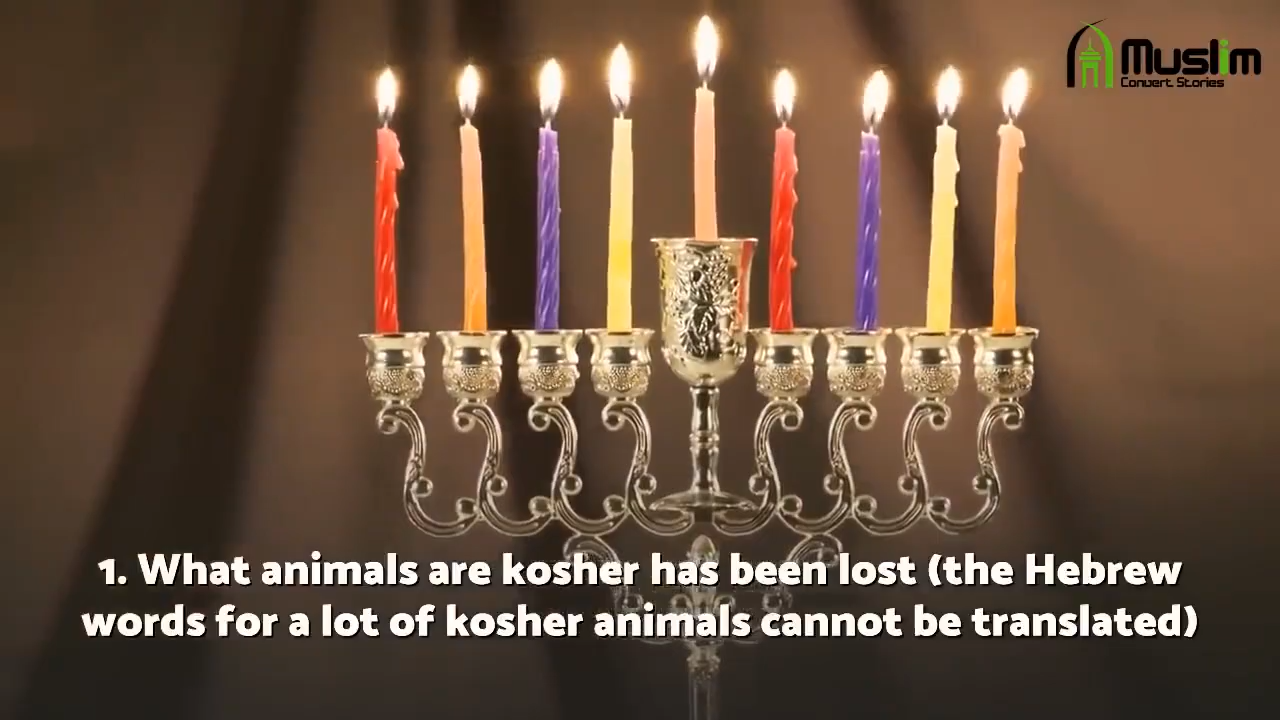 Muslim
Convert Stories
1. What animals are kosher has been lost (the Hebrew
words for a lot of kosher animals cannot be translated)